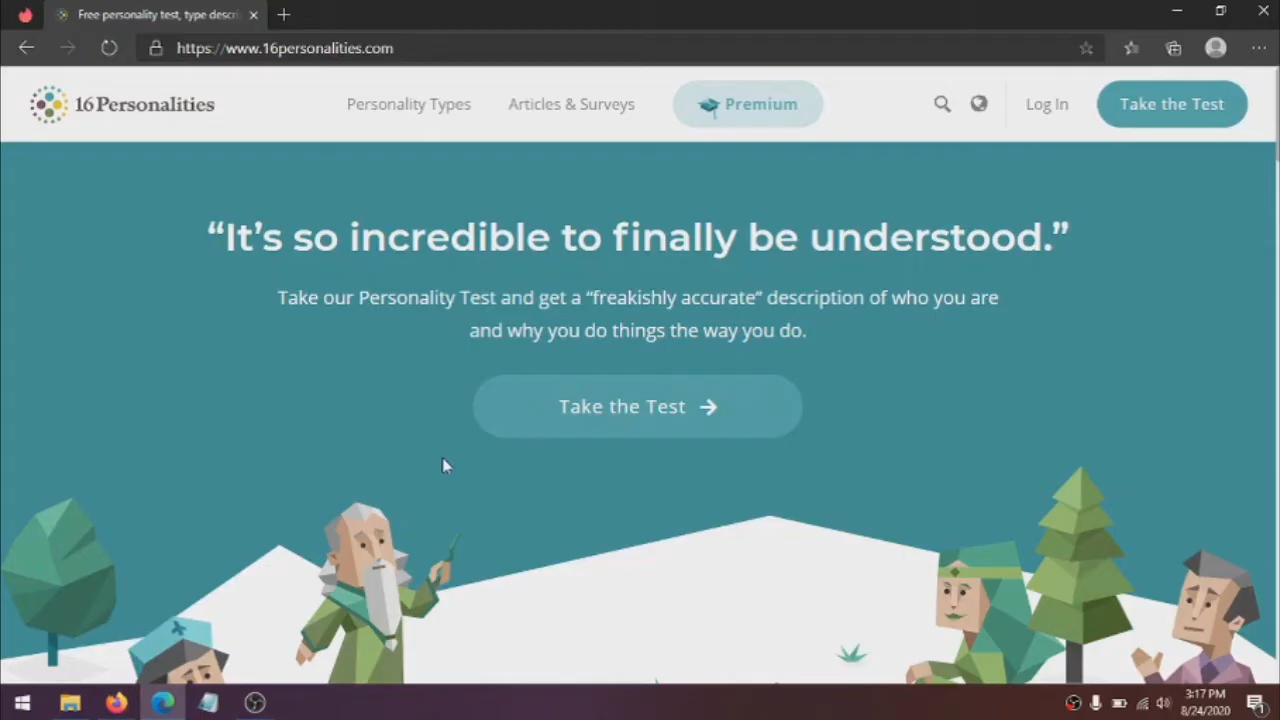 Free personality test, type descri
https://www.16personalities.com
16Personalities
Personality Types
Articles & Surveys
Premium
Log In
Take the Test
“It’s so incredible to finally be understood.”
Take our Personality Test and get a “freakishly accurate” description of who you are
and why you do things the way you do.
Take the Test
3:17 PM
8/24/2020
1